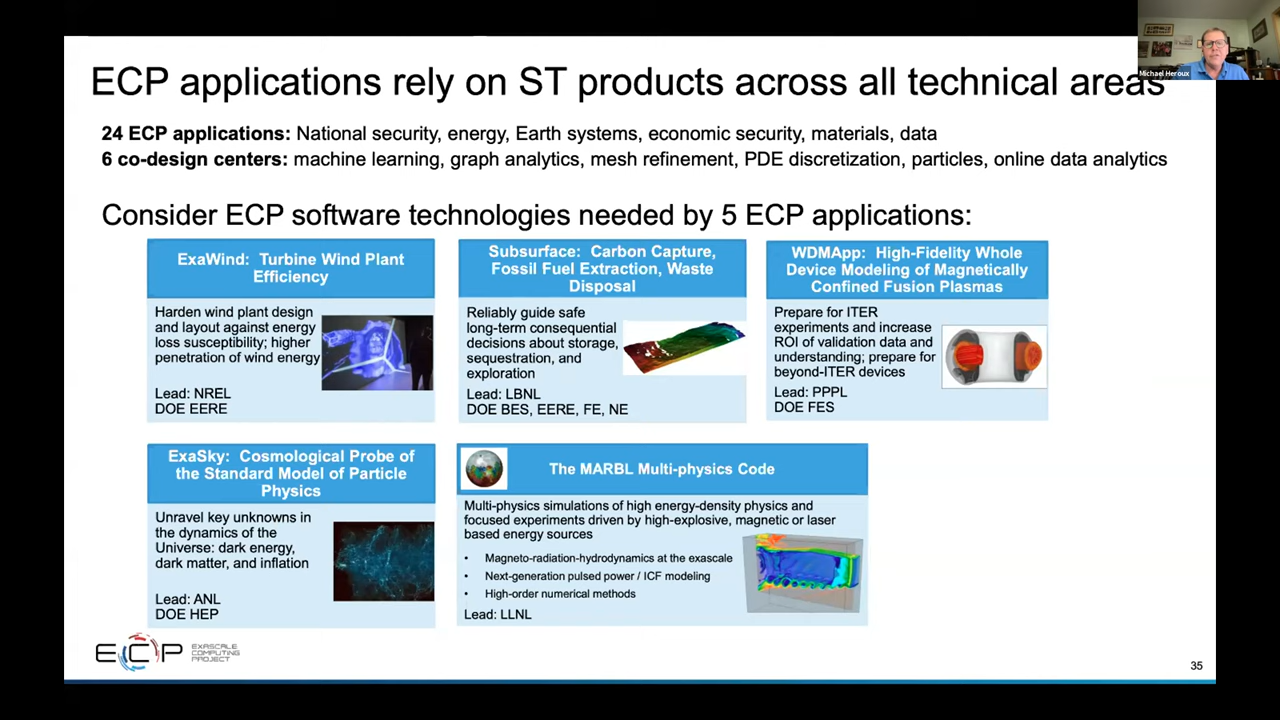 ECP applications rely on ST products across all technical areas
Michael Heroux
24 ECP applications: National security, energy, Earth systems, economic security, materials, data
6 co-design centers: machine learning, graph analytics, mesh refinement, PDE discretization, particles, online data analytics
Consider ECP software technologies needed by 5 ECP applications:
ExaWind: Turbine Wind Plant
Efficiency
Harden wind plant design
and layout against energy
loss susceptibility; higher
penetration of wind energy
Lead: NREL
DOE EERE
Subsurface: Carbon Capture,
Fossil Fuel Extraction, Waste
Disposal
Reliably guide safe
long-term consequential
decisions about storage,
sequestration, and
exploration
Lead: LBNL
DOE BES, EERE, FE, NE
WDMApp: High-Fidelity Whole
Device Modeling of Magnetically
Confined Fusion Plasmas
Prepare for ITER
experiments and increase
ROI of validation data and
understanding; prepare for
beyond-ITER devices
Lead: PPPL
DOE FES
ExaSky: Cosmological Probe of
the Standard Model of Particle
Physics
Unravel key unknowns in
the dynamics of the
Universe: dark energy,
dark matter, and inflation
Lead: ANL
DOE HEP
The MARBL Multi-physics Code
Multi-physics simulations of high energy-density physics and
focused experiments driven by high-explosive, magnetic or laser
based energy sources
• Magneto-radiation-hydrodynamics at the exascale
• Next-generation pulsed power / ICF modeling
• High-order numerical methods
Lead: LLNL
ECP
EXASCALE
COMPUTING
PROJECT
35